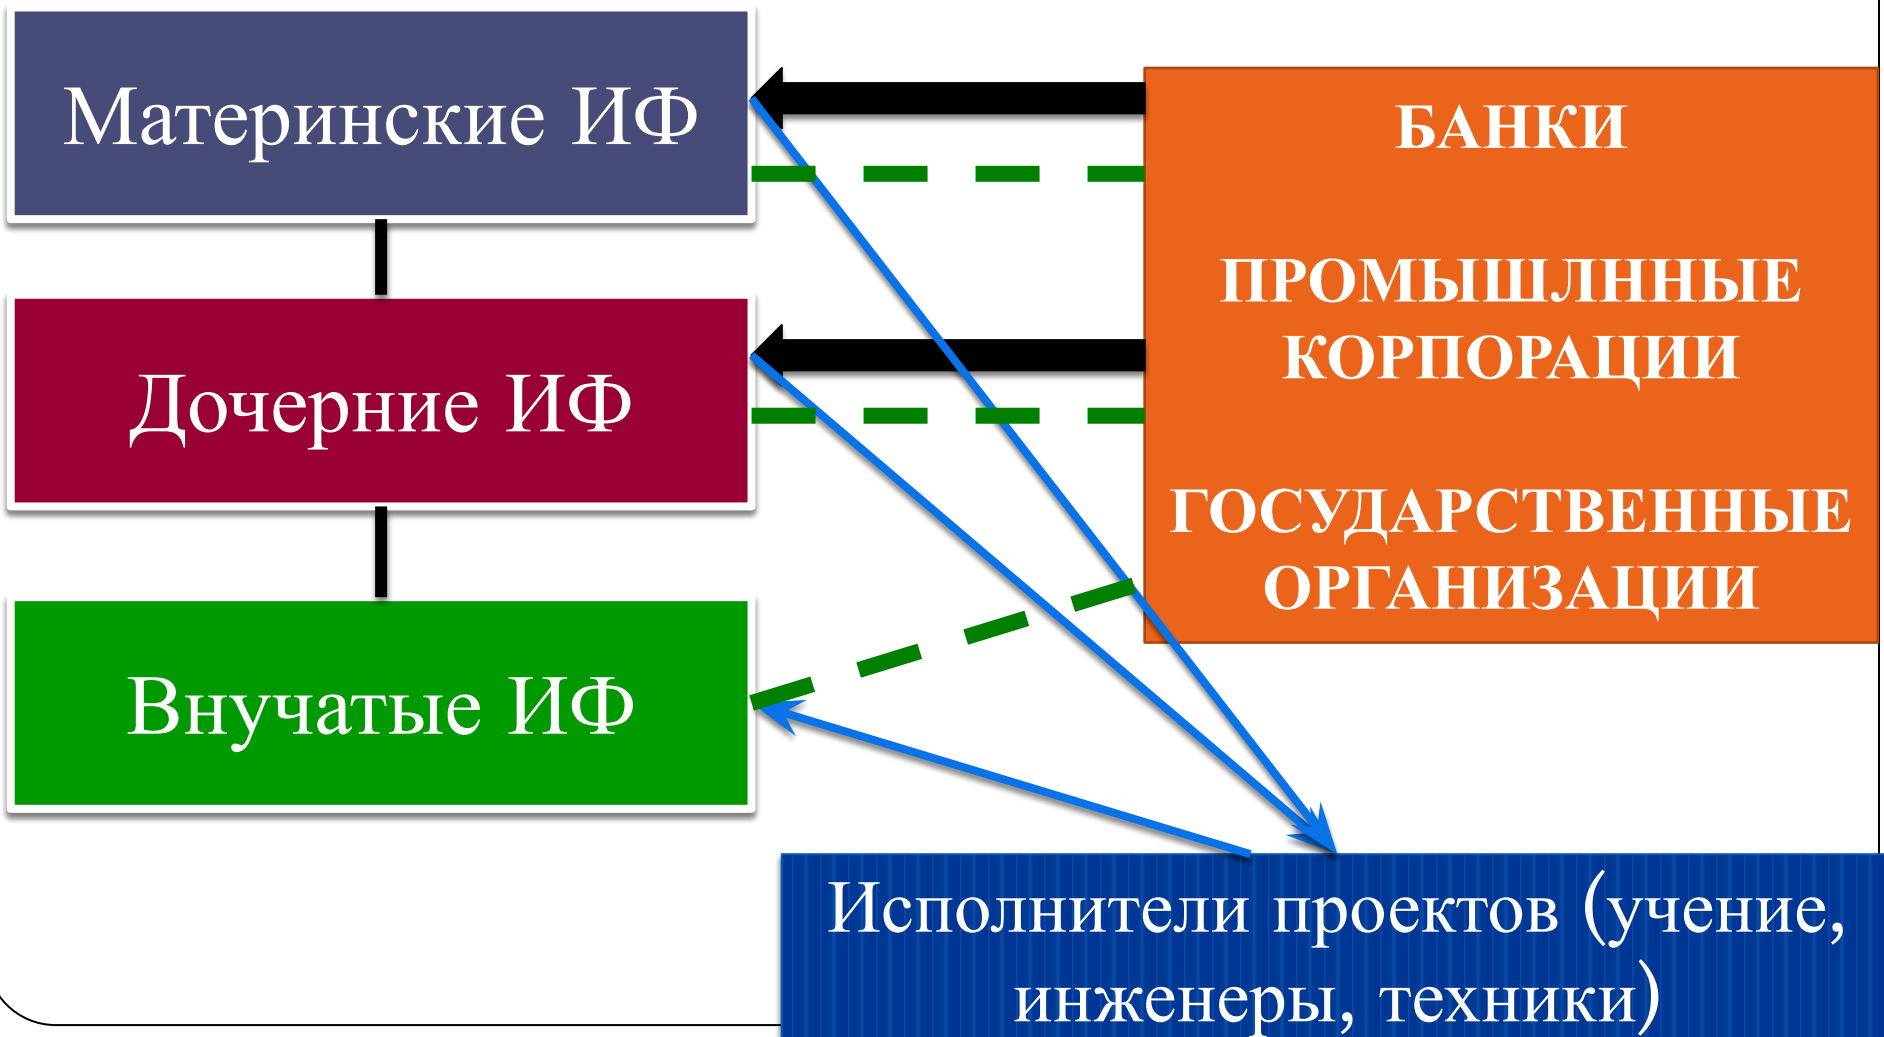 Материнские ИФ
Дочерние ИФ
Внучатые ИФ
БАНКИ
ПРОМЫШЛННЫЕ
КОРПОРАЦИИ
ГОСУДАРСТВЕННЫЕ
ОРГАНИЗАЦИИ
Исполнители проектов (учение,
инженеры, техники)